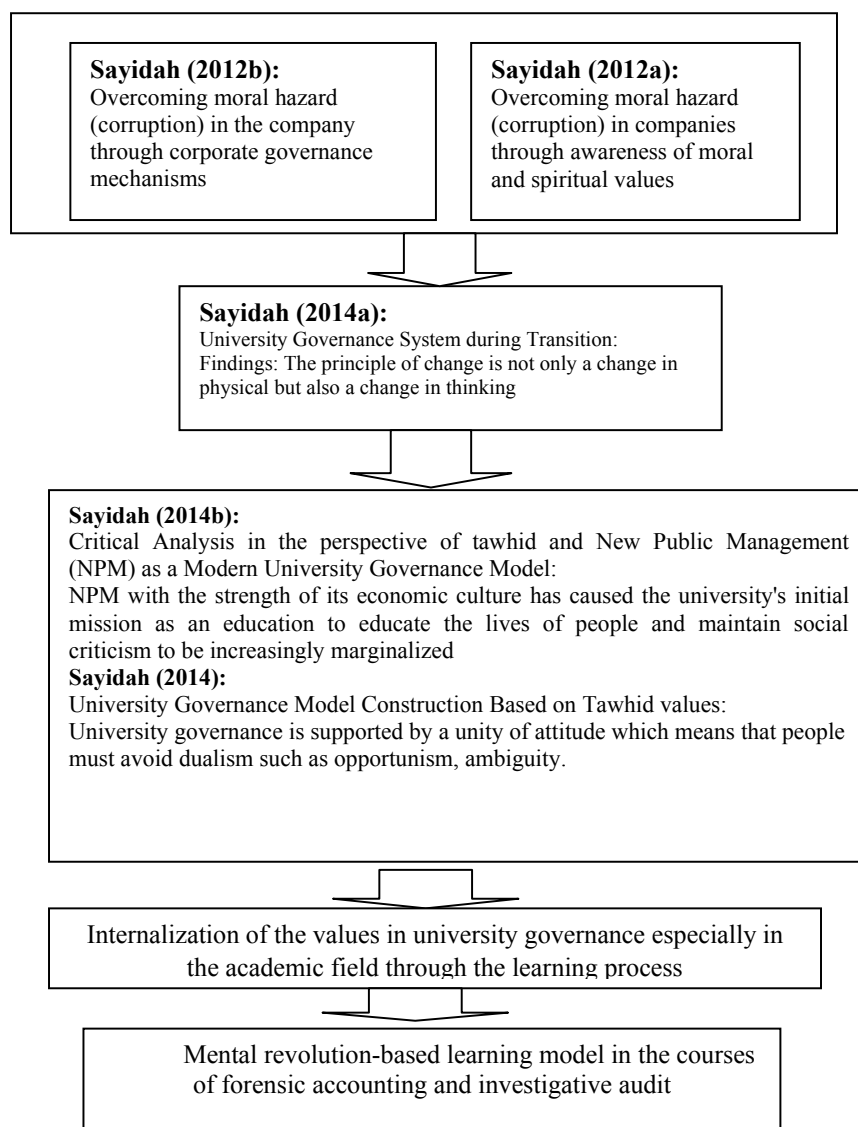 Sayidah (2012b):
Overcoming moral hazard
(corruption) in the company
through corporate governance
mechanisms
Sayidah (2012a):
Overcoming moral hazard
(corruption) in companies
through awareness of moral
and spiritual values
Sayidah (2014a):
University Governance System during Transition:
Findings: The principle of change is not only a change in
physical but also a change in thinking
Sayidah (2014b):
Critical Analysis in the perspective of tawhid and New Public Management
(NPM) as a Modern University Governance Model:
NPM with the strength of its economic culture has caused the university's initial
mission as an education to educate the lives of people and maintain social
criticism to be increasingly marginalized
Sayidah (2014):
University Governance Model Construction Based on Tawhid values:
University governance is supported by a unity of attitude which means that people
must avoid dualism such as opportunism, ambiguity.
Internalization of the values in university governance especially in
the academic field through the learning process
Mental revolution-based learning model in the courses
of forensic accounting and investigative audit